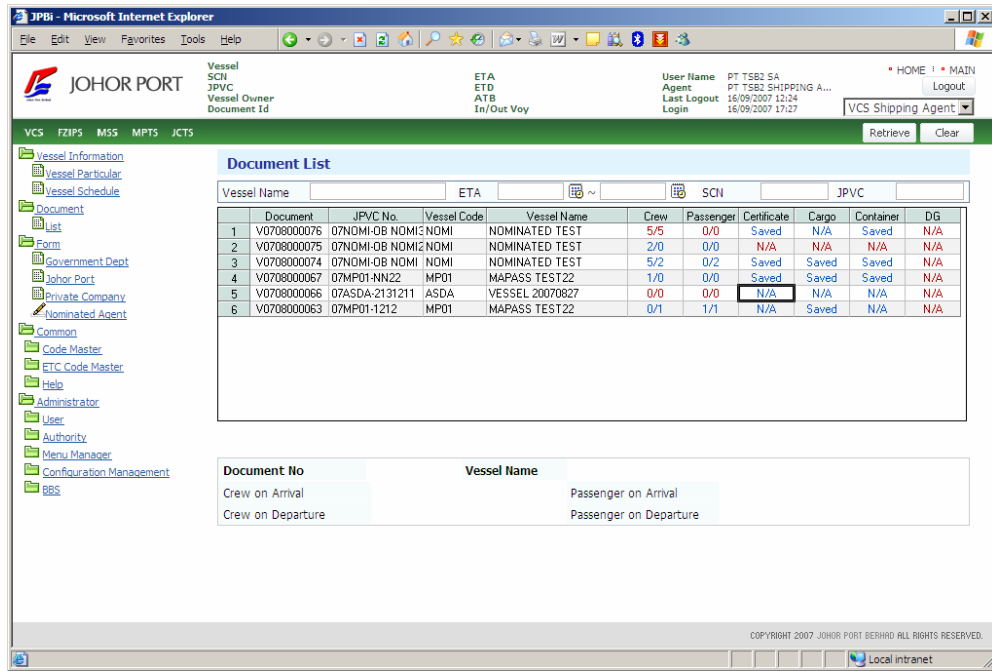 JPBi - Microsoft Internet Explorer
File Edit View Favorites Tools Help
JOHOR PORT
Vessel
SCN
JPVC
Vessel Owner
Document Id
ETA
ETD
ATB
In/Out Voy
User Name PT TSB2 SA
Agent PT TSB2 SHIPPING A...
Last Logout 16/09/2007 12:24
Login 16/09/2007 17:27
HOME MAIN
Logout
VCS Shipping Agent
VCS FZIPS MSS MPTS JCTS
Retrieve Clear
Vessel Information
Vessel Particular
Vessel Schedule
Document
List
Form
Government Dept
Johor Port
Private Company
Nominated Agent
Common
Code Master
ETC Code Master
Help
Administrator
User
Authority
Menu Manager
Configuration Management
BBS
Document List
Vessel Name ETA ~ SCN JPVC
Document JPVC No. Vessel Code Vessel Name Crew Passenger Certificate Cargo Container DG
1 V0708000076 07NOMI-OB NOMI3 NOMI NOMINATED TEST 5/5 0/0 Saved N/A Saved N/A
2 V0708000075 07NOMI-OB NOMI2 NOMI NOMINATED TEST 2/0 0/0 N/A N/A N/A N/A
3 V0708000074 07NOMI-OB NOMI NOMI NOMINATED TEST 5/2 0/2 Saved N/A Saved N/A
4 V0708000067 07MP01-NN22 MP01 MAPASS TEST22 1/0 0/0 Saved Saved Saved N/A
5 V0708000066 07ASDA-2131211 ASDA VESSEL 20070827 0/0 0/0 N/A N/A N/A N/A
6 V0708000063 07MP01-1212 MP01 MAPASS TEST22 0/1 1/1 N/A Saved N/A N/A
Document No Vessel Name
Crew on Arrival Passenger on Arrival
Crew on Departure Passenger on Departure
COPYRIGHT 2007 JOHOR PORT BERHAD ALL RIGHTS RESERVED.
Local intranet